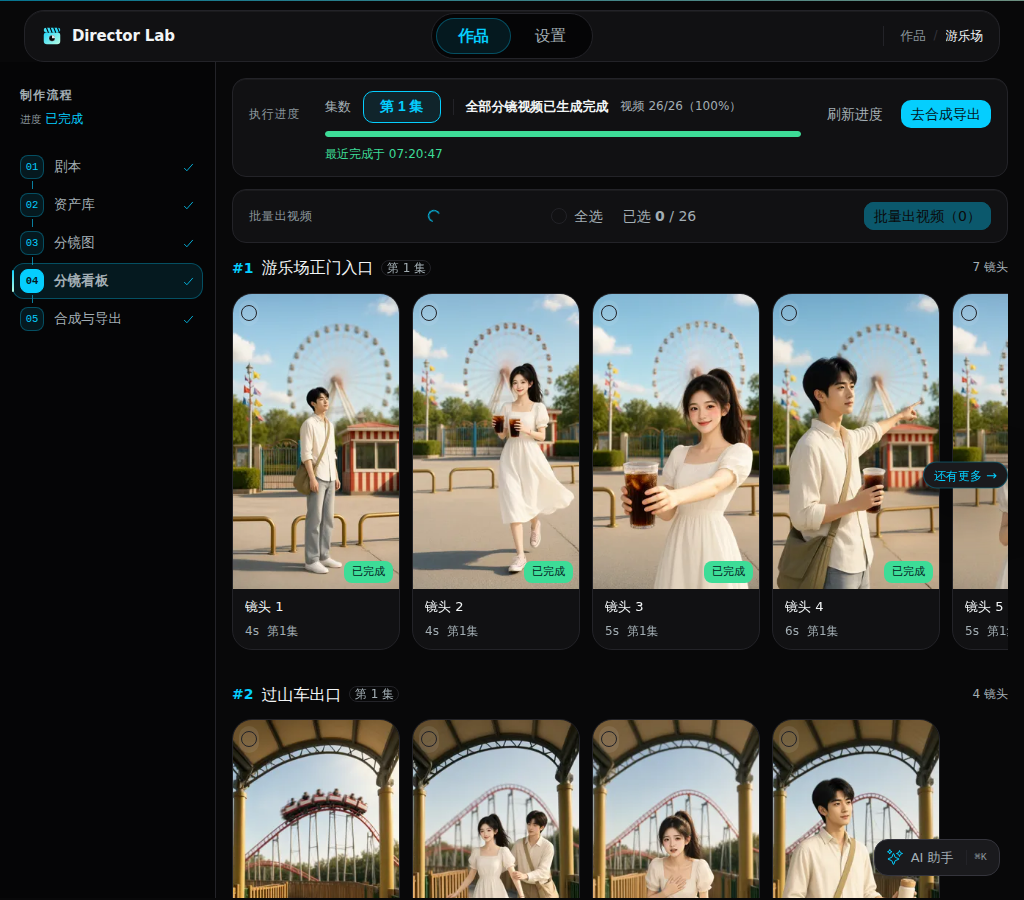 Director Lab
作品
设置
作品 / 游乐场
制作流程
进度 已完成
01 剧本
02 资产库
03 分镜图
04 分镜看板
05 合成与导出
执行进度
集数 第 1 集 全部分镜视频已生成完成 视频 26/26（100%）
最近完成于 07:20:47
刷新进度
去合成导出
批量出视频
全选
已选 0 / 26
批量出视频（0）
#1 游乐场正门入口 第 1 集
7 镜头
已完成
已完成
已完成
已完成
还有更多 →
镜头 1
4s 第1集
镜头 2
4s 第1集
镜头 3
5s 第1集
镜头 4
6s 第1集
镜头 5
5s 第1
#2 过山车出口 第 1 集
4 镜头
AI 助手 ⌘K